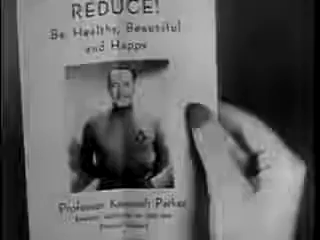 REDUCE!
Be Healthy, Beautiful
and Happy
Professor Kenneth Parker